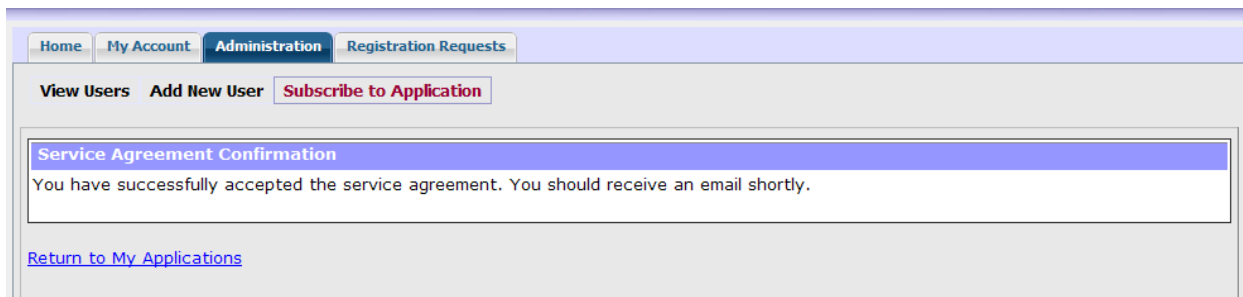 Home My Account Administration Registration Requests
View Users Add New User Subscribe to Application
Service Agreement Confirmation
You have successfully accepted the service agreement. You should receive an email shortly.
Return to My Applications